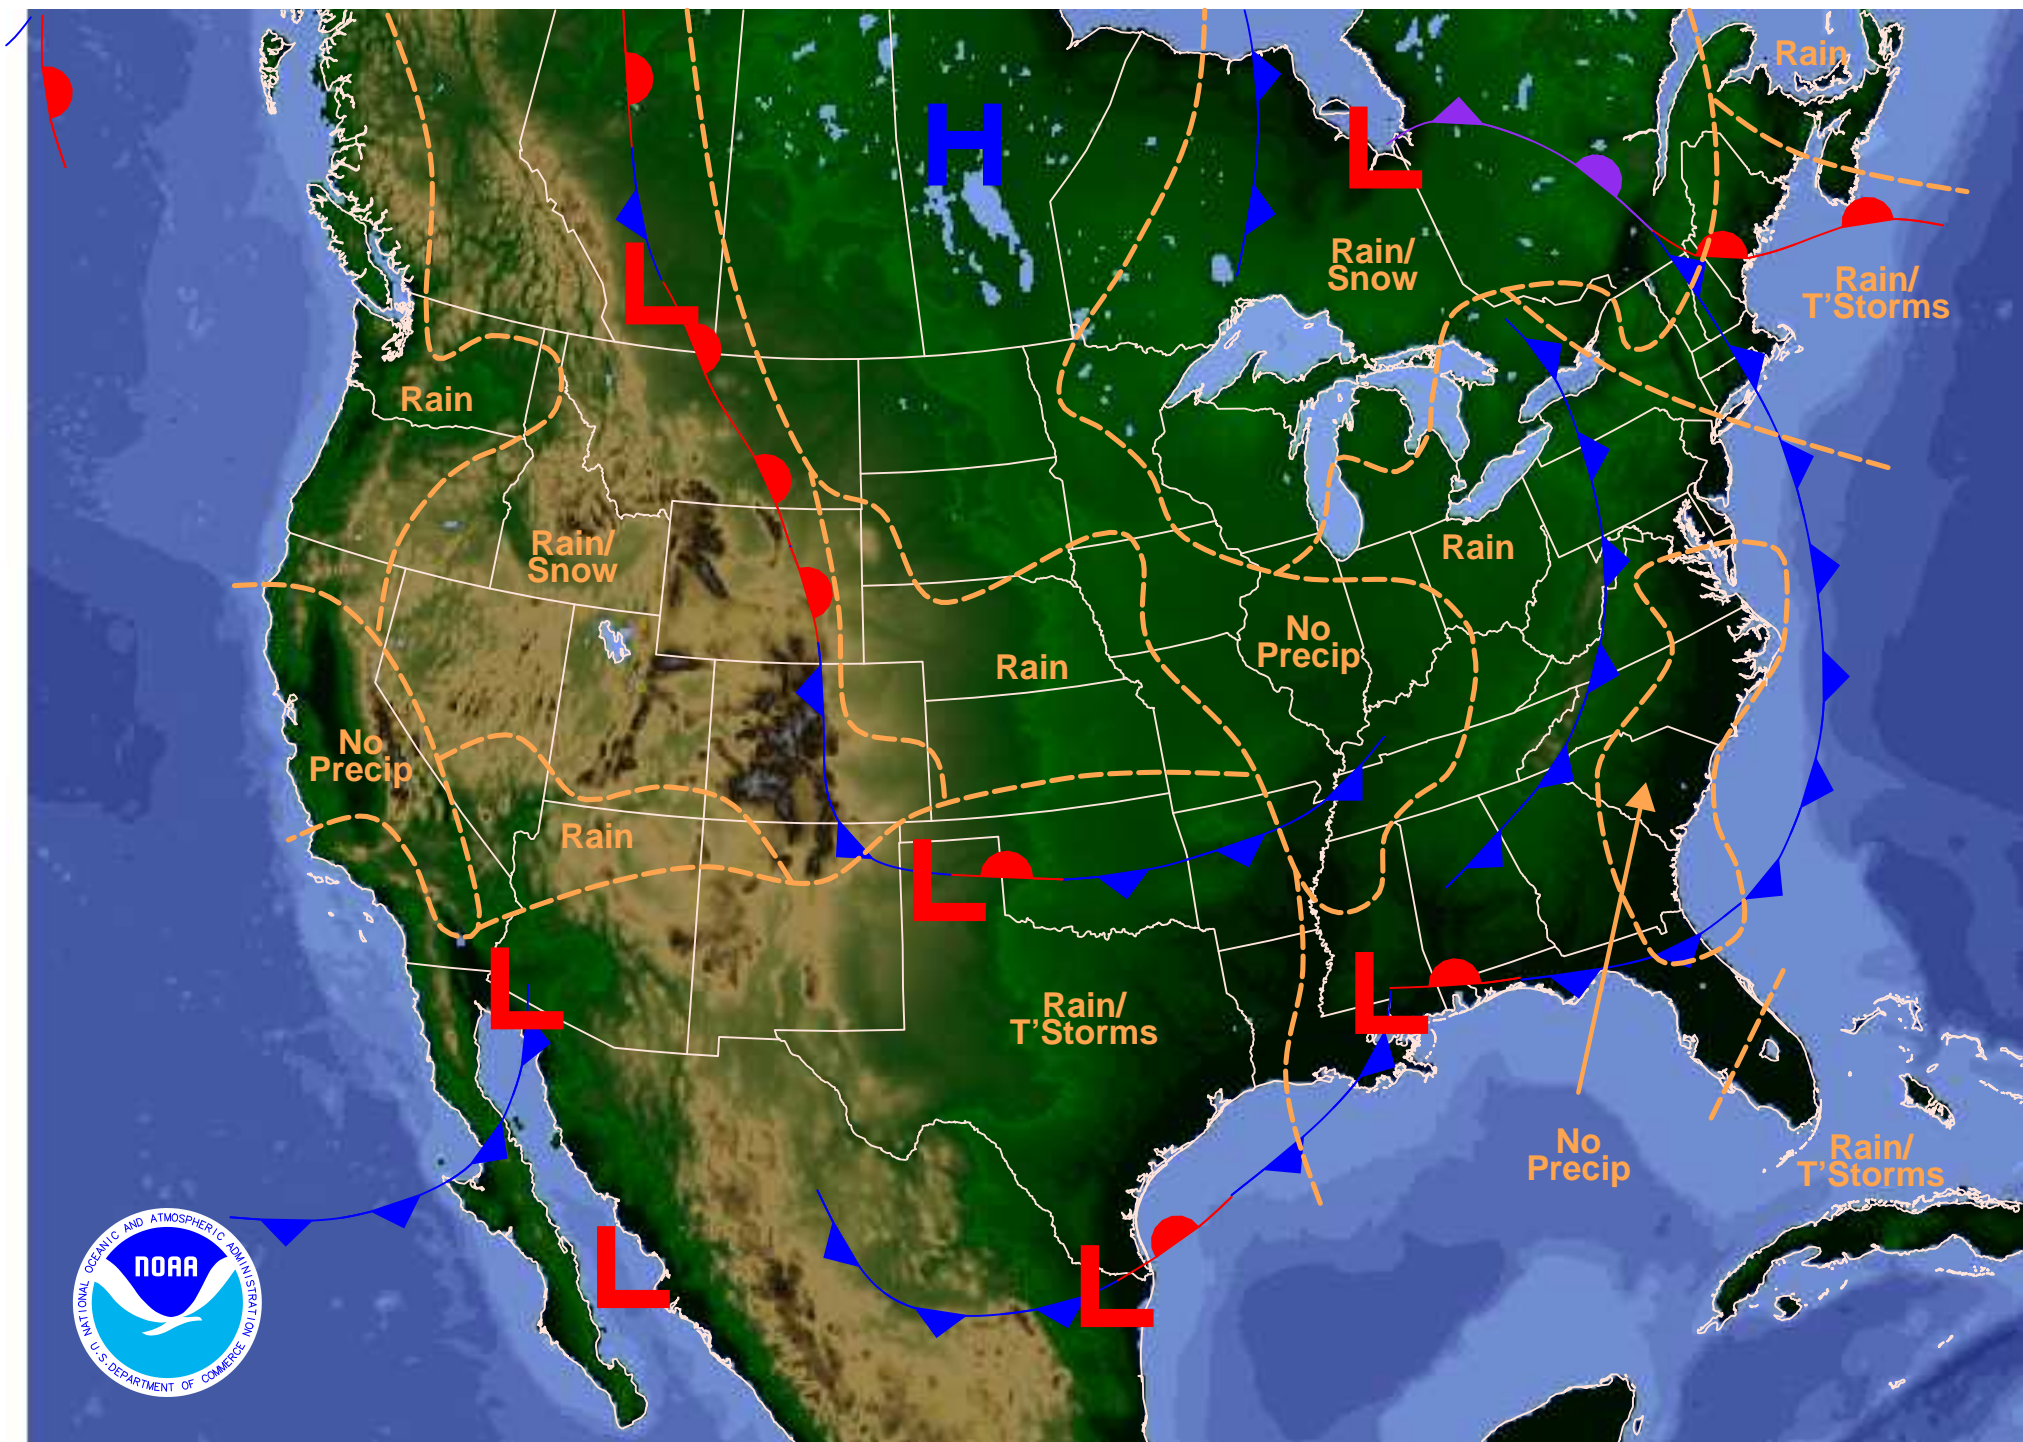 Rain
H
L
Rain/
Snow
Rain/
T'Storms
L
Rain
Rain/
Snow
Rain
No
Precip
Rain
No
Precip
Rain
L
L
L
Rain/
T'Storms
No
Precip
Rain/
T'Storms
L
L
NATIONAL OCEANIC AND ATMOSPHERIC ADMINISTRATION
NOAA
U.S. DEPARTMENT OF COMMERCE